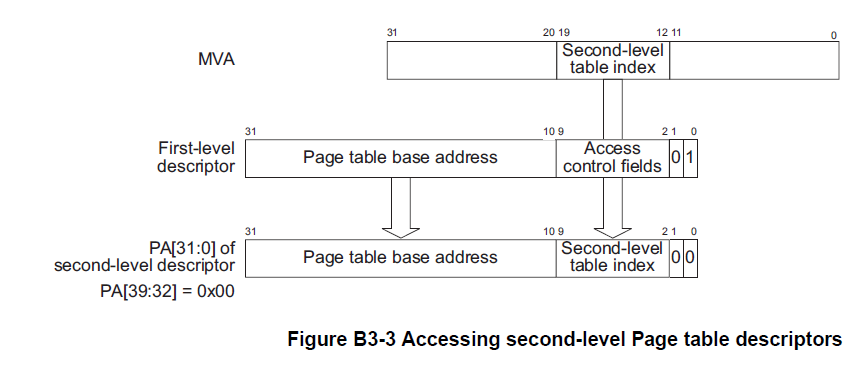 31 20 19 12 11 0
MVA
Second-level
table index
31 10 9 2 1 0
First-level
descriptor
Page table base address
Access
control fields
0 1
31 10 9 2 1 0
PA[31:0] of
second-level descriptor
Page table base address
Second-level
table index
0 0
PA[39:32] = 0x00
Figure B3-3 Accessing second-level Page table descriptors